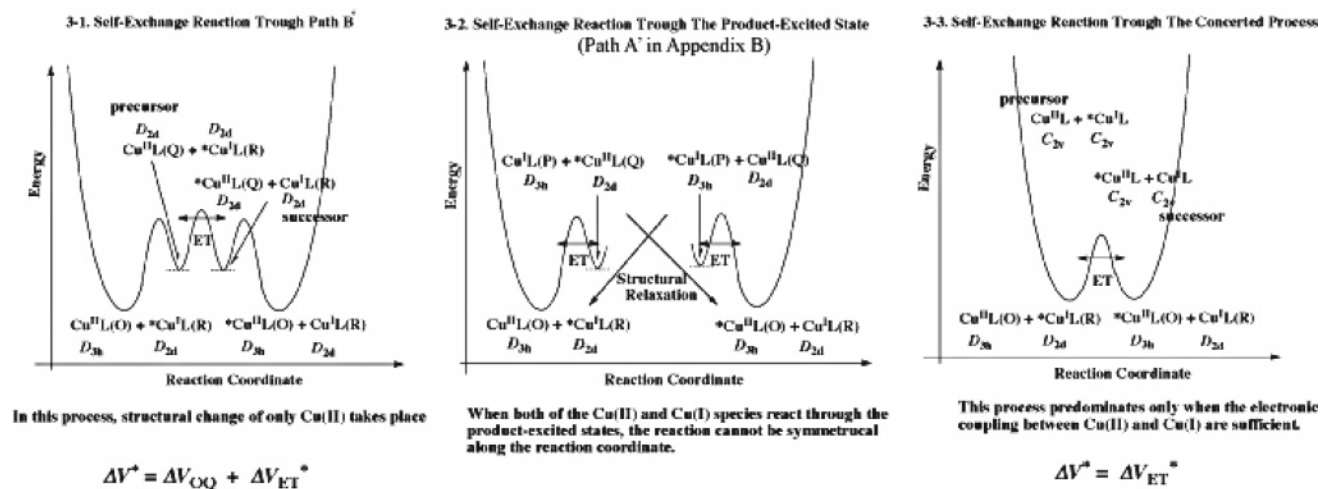 3-1. Self-Exchange Reaction Trough Path B'
Energy
precursor
D2d D2d
CuIIL(Q) + *CuIL(R)
*CuIIL(Q) + CuIL(R)
D2d D2d
successor
ET
CuIIL(O) + *CuIL(R) *CuIIL(O) + CuIL(R)
D3h D2d D3h D2d
Reaction Coordinate
In this process, structural change of only Cu(II) takes place
ΔV* = ΔVOQ + ΔVET*
3-2. Self-Exchange Reaction Trough The Product-Excited State
(Path A' in Appendix B)
Energy
CuIL(P) + *CuIIL(Q) *CuIL(P) + CuIIL(Q)
D3h D2d D3h D2d
ET ET
Structural
Relaxation
CuIIL(O) + *CuIL(R) *CuIIL(O) + CuIL(R)
D3h D2d D3h D2d
Reaction Coordinate
When both of the Cu(II) and Cu(I) species react through the
product-excited states, the reaction cannot be symmetrucal
along the reaction coordinate.
3-3. Self-Exchange Reaction Trough The Concerted Process
Energy
precursor
CuIIL + *CuIL
C2v C2v
*CuIIL + CuIL
C2v C2v
successor
ET
CuIIL(O) + *CuIL(R) *CuIIL(O) + CuIL(R)
D3h D2d D3h D2d
Reaction Coordinate
This process predominates only when the electronic
coupling between Cu(II) and Cu(I) are sufficient.
ΔV* = ΔVET*